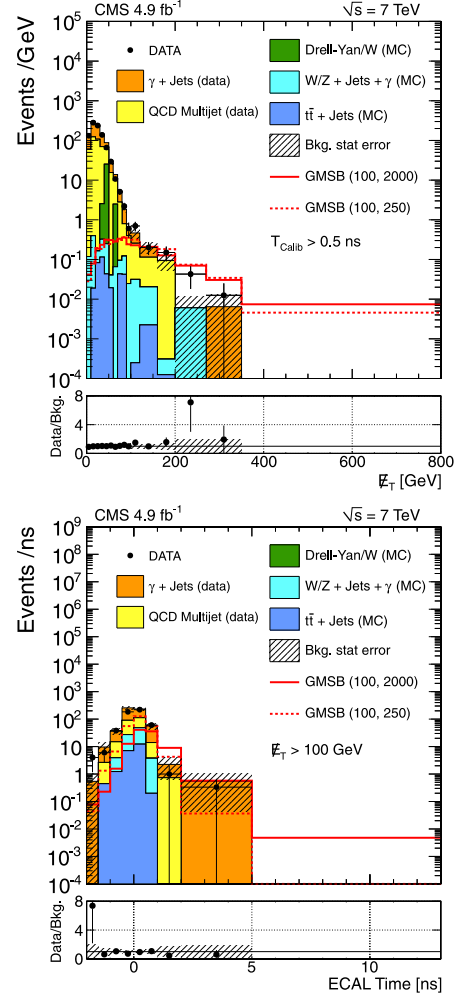 CMS 4.9 fb⁻¹ √s = 7 TeV
Events/GeV
10⁵
10⁴
10³
10²
10
1
10⁻¹
10⁻²
10⁻³
10⁻⁴
DATA
γ + Jets (data)
QCD Multijet (data)
Drell-Yan/W (MC)
W/Z + Jets + γ (MC)
tt̄ + Jets (MC)
Bkg. stat error
GMSB (100, 2000)
GMSB (100, 250)
T_Calib > 0.5 ns
Data/Bkg.
8
4
0
0 200 400 600 800
E̸_T [GeV]
CMS 4.9 fb⁻¹ √s = 7 TeV
Events /ns
10⁹
10⁸
10⁷
10⁶
10⁵
10⁴
10³
10²
10
1
10⁻¹
10⁻²
10⁻³
10⁻⁴
DATA
γ + Jets (data)
QCD Multijet (data)
Drell-Yan/W (MC)
W/Z + Jets + γ (MC)
tt̄ + Jets (MC)
Bkg. stat error
GMSB (100, 2000)
GMSB (100, 250)
E̸_T > 100 GeV
Data/Bkg.
8
4
0
0 5 10
ECAL Time [ns]